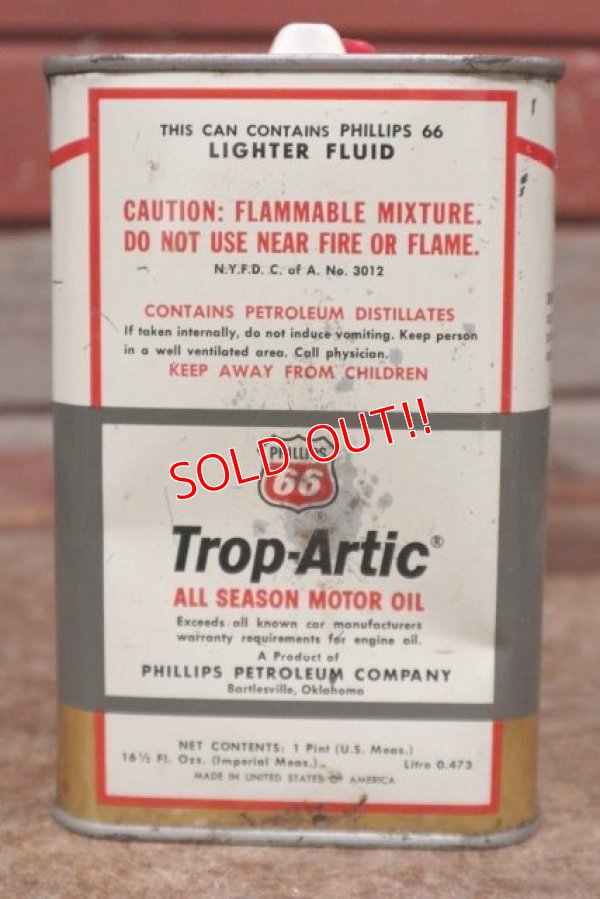 THIS CAN CONTAINS PHILLIPS 66
LIGHTER FLUID
CAUTION: FLAMMABLE MIXTURE.
DO NOT USE NEAR FIRE OR FLAME.
N.Y.F.D. C. of A. No. 3012
CONTAINS PETROLEUM DISTILLATES
If taken internally, do not induce vomiting. Keep person
in a well ventilated area. Call physician.
KEEP AWAY FROM CHILDREN
SOLD OUT!!
PHILLIPS
66
®
Trop-Artic®
ALL SEASON MOTOR OIL
Exceeds all known car manufacturers
warranty requirements for engine oil.
A Product of
PHILLIPS PETROLEUM COMPANY
Bartlesville, Oklahoma
NET CONTENTS: 1 Pint (U.S. Meas.)
16½ Fl. Ozs. (Imperial Meas.) Litro 0.473
MADE IN UNITED STATES OF AMERICA